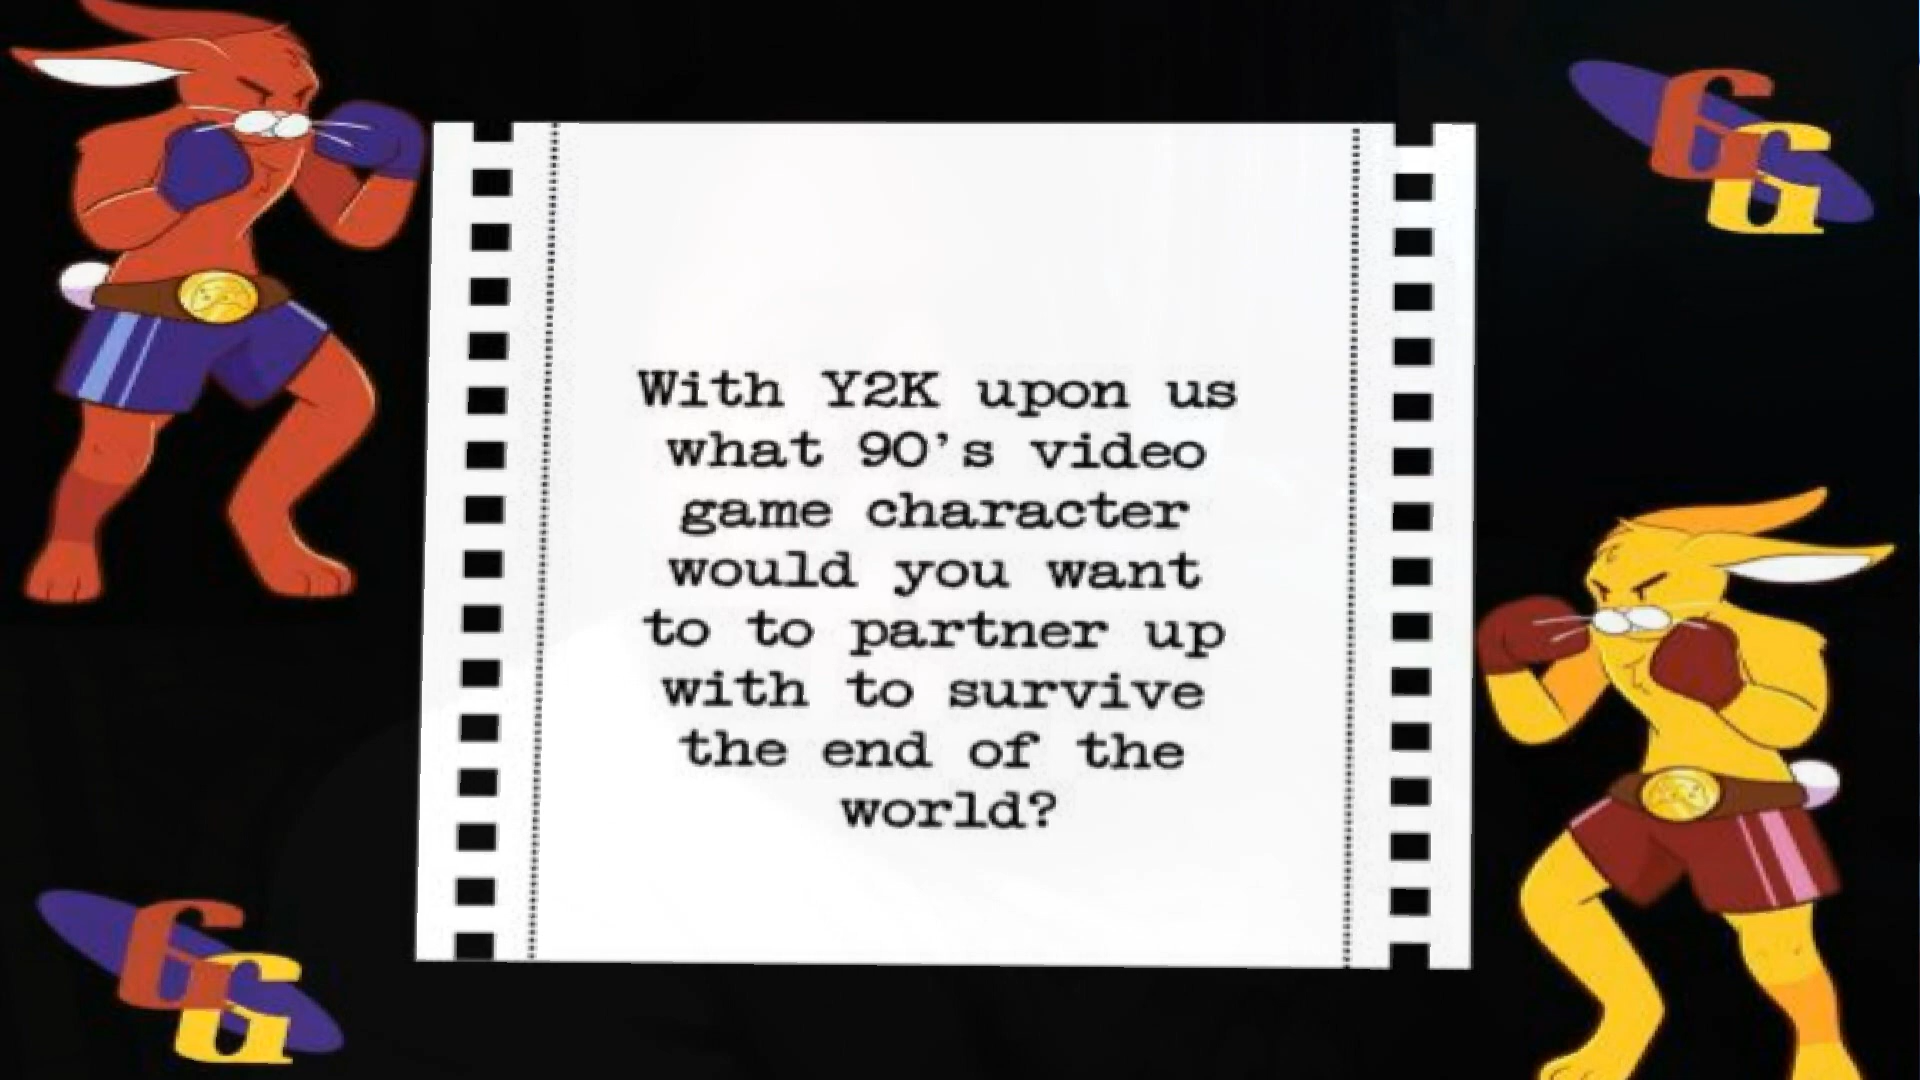 GG
With Y2K upon us
what 90's video
game character
would you want
to to partner up
with to survive
the end of the
world?
GG